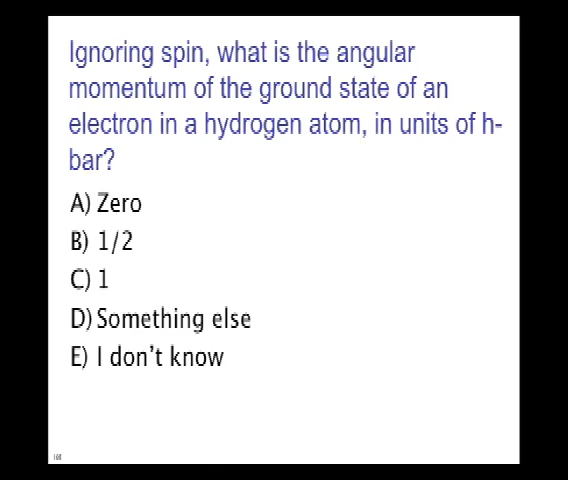 Ignoring spin, what is the angular
momentum of the ground state of an
electron in a hydrogen atom, in units of h-
bar?
A) Zero
B) 1/2
C) 1
D) Something else
E) I don't know